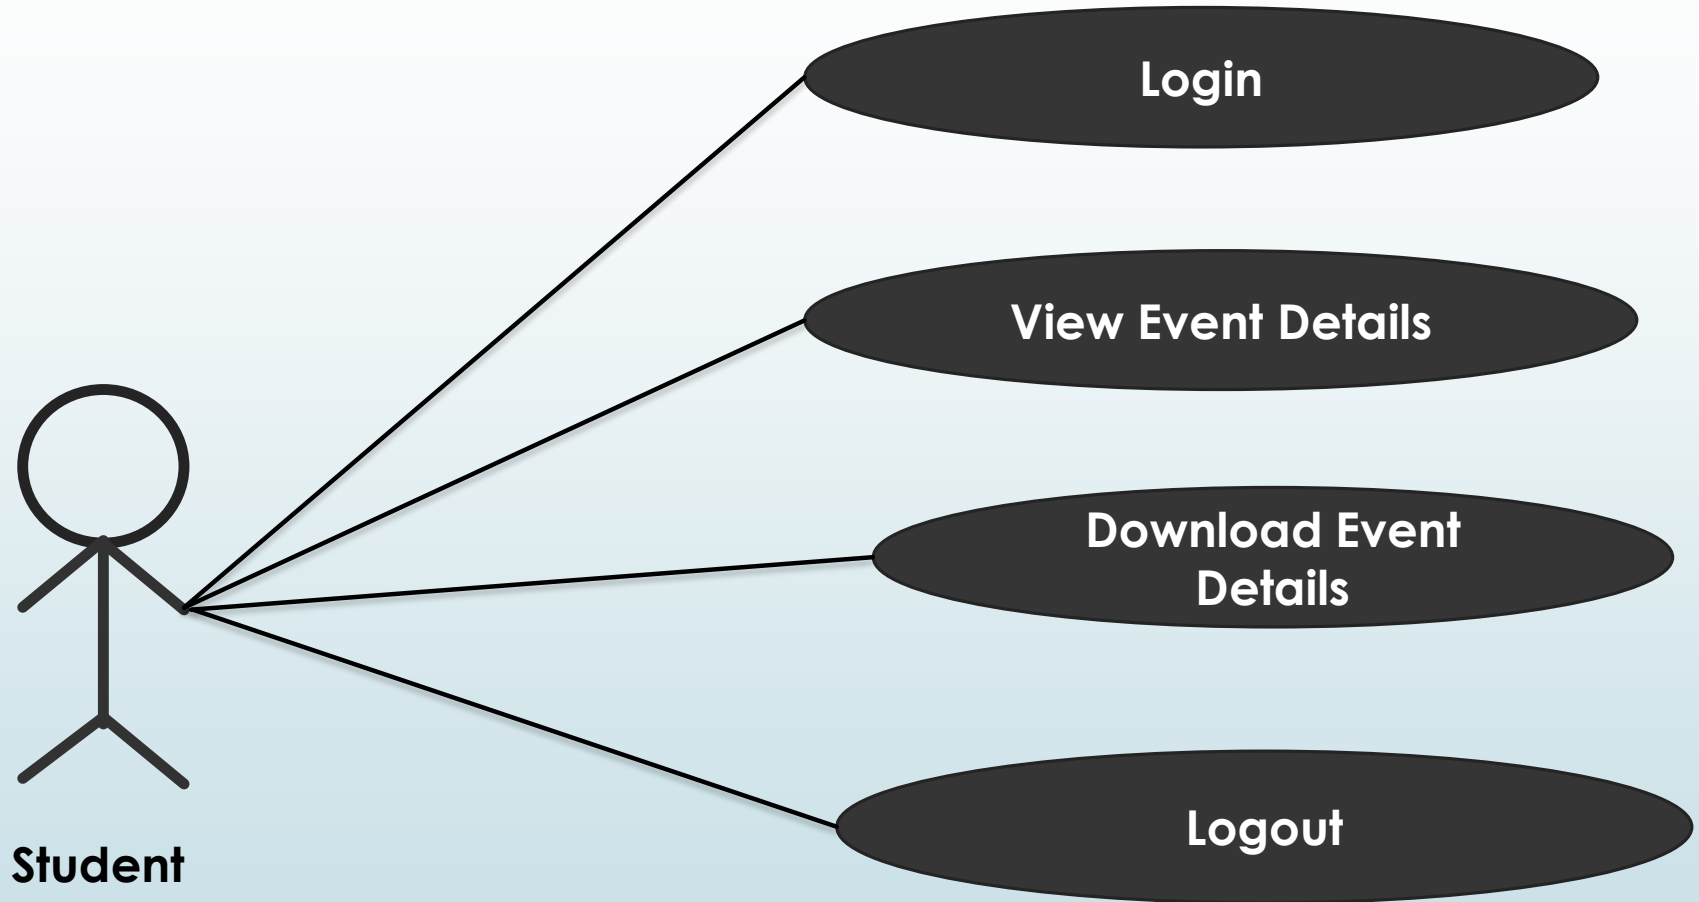 Login
View Event Details
Download Event
Details
Logout
Student